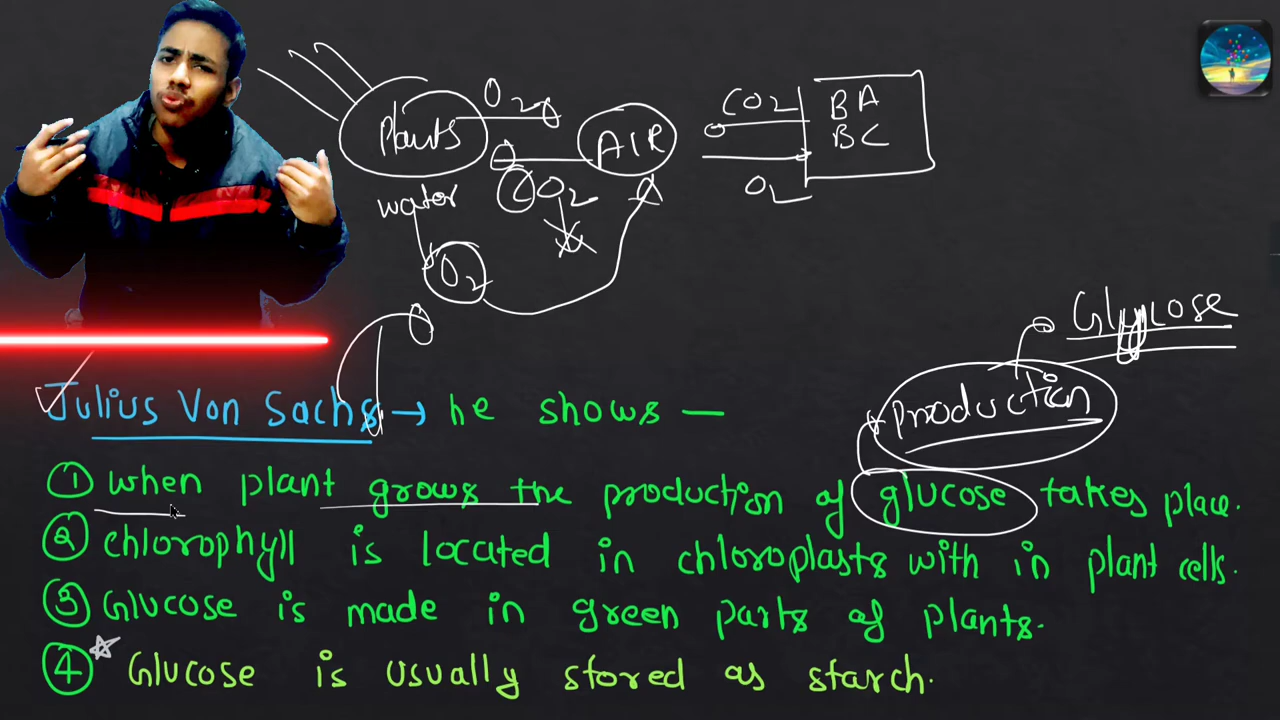 Plants
O2
AIR
CO2
BA
BC
CO2
O2
water
O2
Glucose
Production
Julius Von Sachs → he shows —
① when plant grows the production of glucose takes place.
② chlorophyll is located in chloroplasts with in plant cells.
③ Glucose is made in green parts of plants.
④ Glucose is usually stored as starch.